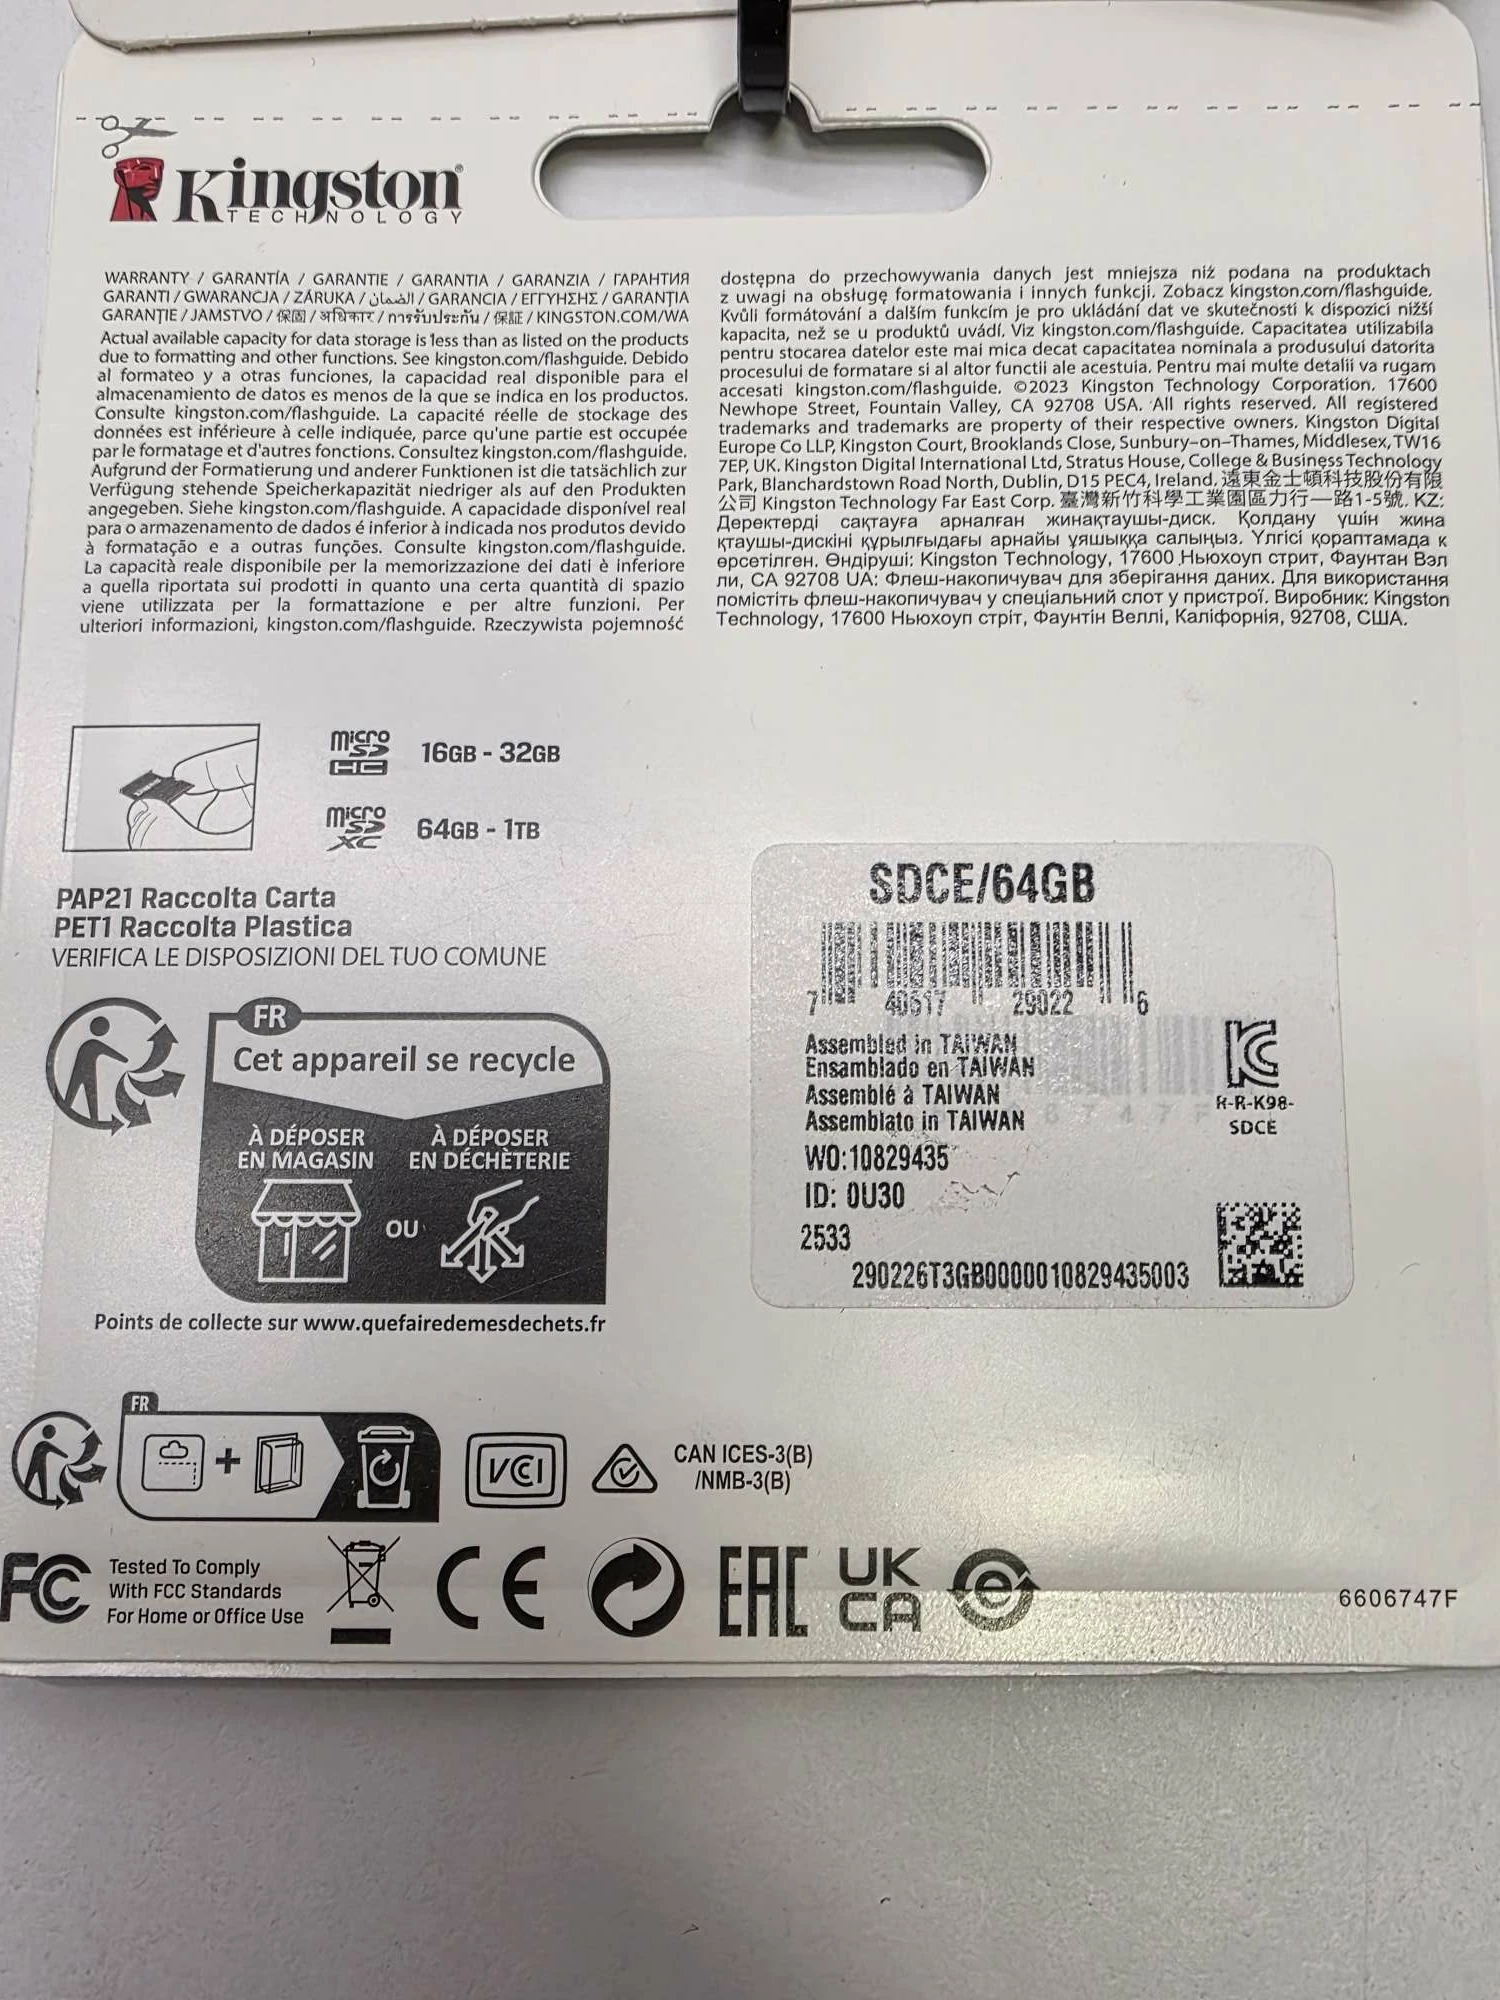 Kingston®
TECHNOLOGY
WARRANTY / GARANTÍA / GARANTIE / GARANTIA / GARANZIA / ГАРАНТИЯ
GARANTI / GWARANCJA / ZÁRUKA / الضمان / GARANCIA / ΕΓΓΥΗΣΗΣ / GARANȚIA
GARANȚIE / JAMSTVO / 保固 / अधिकार / การรับประกัน / 保証 / KINGSTON.COM/WA
Actual available capacity for data storage is less than as listed on the products
due to formatting and other functions. See kingston.com/flashguide. Debido
al formateo y a otras funciones, la capacidad real disponible para el
almacenamiento de datos es menos de la que se indica en los productos.
Consulte kingston.com/flashguide. La capacité réelle de stockage des
données est inférieure à celle indiquée, parce qu'une partie est occupée
par le formatage et d'autres fonctions. Consultez kingston.com/flashguide.
Aufgrund der Formatierung und anderer Funktionen ist die tatsächlich zur
Verfügung stehende Speicherkapazität niedriger als auf den Produkten
angegeben. Siehe kingston.com/flashguide. A capacidade disponível real
para o armazenamento de dados é inferior à indicada nos produtos devido
à formatação e a outras funções. Consulte kingston.com/flashguide.
La capacità reale disponibile per la memorizzazione dei dati è inferiore
a quella riportata sui prodotti in quanto una certa quantità di spazio
viene utilizzata per la formattazione e per altre funzioni. Per
ulteriori informazioni, kingston.com/flashguide. Rzeczywista pojemność
dostępna do przechowywania danych jest mniejsza niż podana na produktach
z uwagi na obsługę formatowania i innych funkcji. Zobacz kingston.com/flashguide.
Kvůli formátování a dalším funkcím je pro ukládání dat ve skutečnosti k dispozici nižší
kapacita, než se u produktů uvádí. Viz kingston.com/flashguide. Capacitatea utilizabila
pentru stocarea datelor este mai mica decat capacitatea nominala a produsului datorita
procesului de formatare si al altor functii ale acestuia. Pentru mai multe detalii va rugam
accesati kingston.com/flashguide. ©2023 Kingston Technology Corporation. 17600
Newhope Street, Fountain Valley, CA 92708 USA. All rights reserved. All registered
trademarks and trademarks are property of their respective owners. Kingston Digital
Europe Co LLP, Kingston Court, Brooklands Close, Sunbury-on-Thames, Middlesex, TW16
7EP, UK. Kingston Digital International Ltd, Stratus House, College & Business Technology
Park, Blanchardstown Road North, Dublin, D15 PEC4, Ireland. 遠東金士頓科技股份有限
公司 Kingston Technology Far East Corp. 臺灣新竹科學工業園區力行一路1-5號. KZ:
Деректерді сақтауға арналған жинақтаушы-диск. Қолдану үшін жина
қтаушы-дискіні құрылғыдағы арнайы ұяшыққа салыңыз. Үлгісі қораптамада к
өрсетілген. Өндіруші: Kingston Technology, 17600 Ньюхоуп стрит, Фаунтан Вэл
ли, CA 92708 UA: Флеш-накопичувач для зберігання даних. Для використання
помістіть флеш-накопичувач у спеціальний слот у пристрої. Виробник: Kingston
Technology, 17600 Ньюхоуп стріт, Фаунтін Веллі, Каліфорнія, 92708, США.
micro SD HC 16GB - 32GB
micro SD XC 64GB - 1TB
PAP21 Raccolta Carta
PET1 Raccolta Plastica
VERIFICA LE DISPOSIZIONI DEL TUO COMUNE
SDCE/64GB
7 40617 29022 6
Assembled in TAIWAN
Ensamblado en TAIWAN
Assemblé à TAIWAN
Assemblato in TAIWAN
WO:10829435
ID: 0U30
2533
290226T3GB0000010829435003
R-R-K98-
SDCE
FR
Cet appareil se recycle
À DÉPOSER EN MAGASIN
OU
À DÉPOSER EN DÉCHÈTERIE
Points de collecte sur www.quefairedemesdechets.fr
FR
VCI
CAN ICES-3(B)
/NMB-3(B)
FC
Tested To Comply
With FCC Standards
For Home or Office Use
CE
EAC
UK
CA
e
6606747F